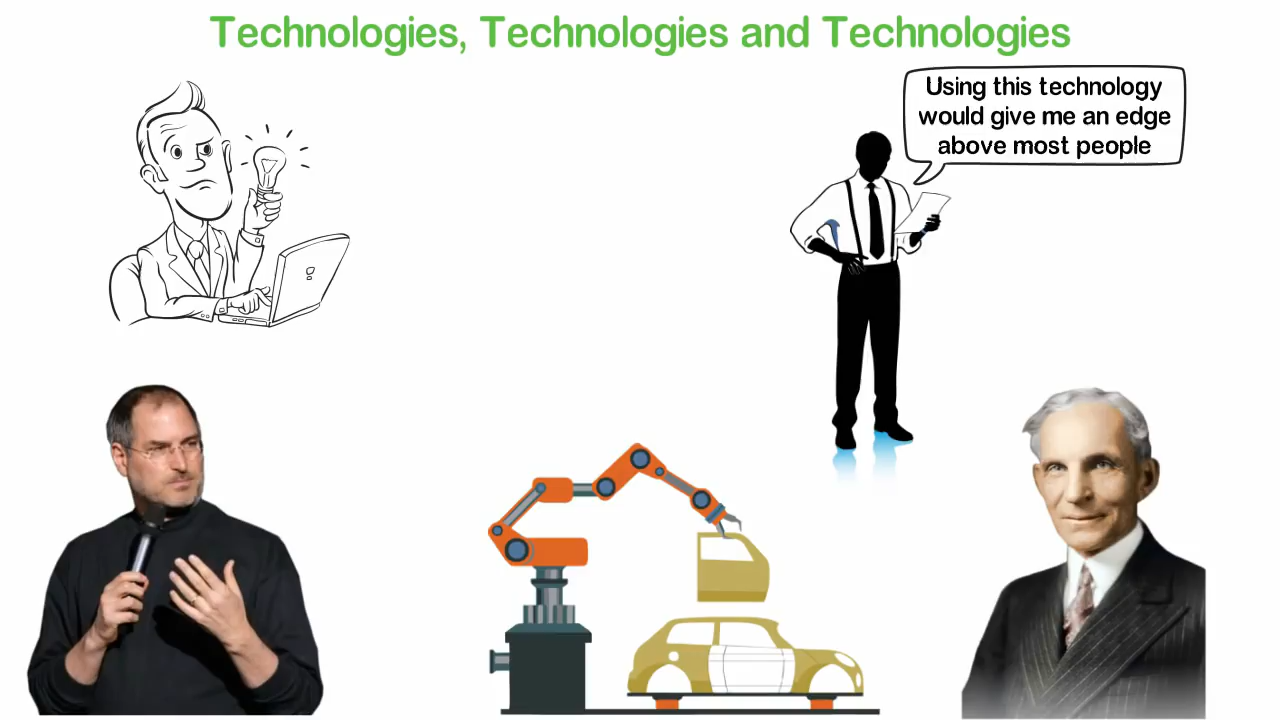 Technologies, Technologies and Technologies
Using this technology
would give me an edge
above most people